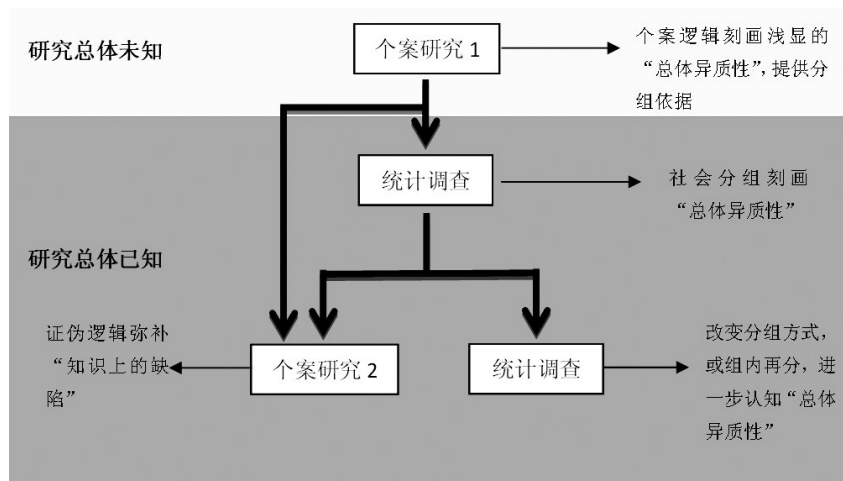 研究总体未知
个案研究 1
个案逻辑刻画浅显的
“总体异质性”,提供分
组依据
统计调查
社会分组刻画
“总体异质性”
研究总体已知
证伪逻辑弥补
“知识上的缺
陷”
个案研究 2
统计调查
改变分组方式,
或组内再分,进
一步认知“总体
异质性”